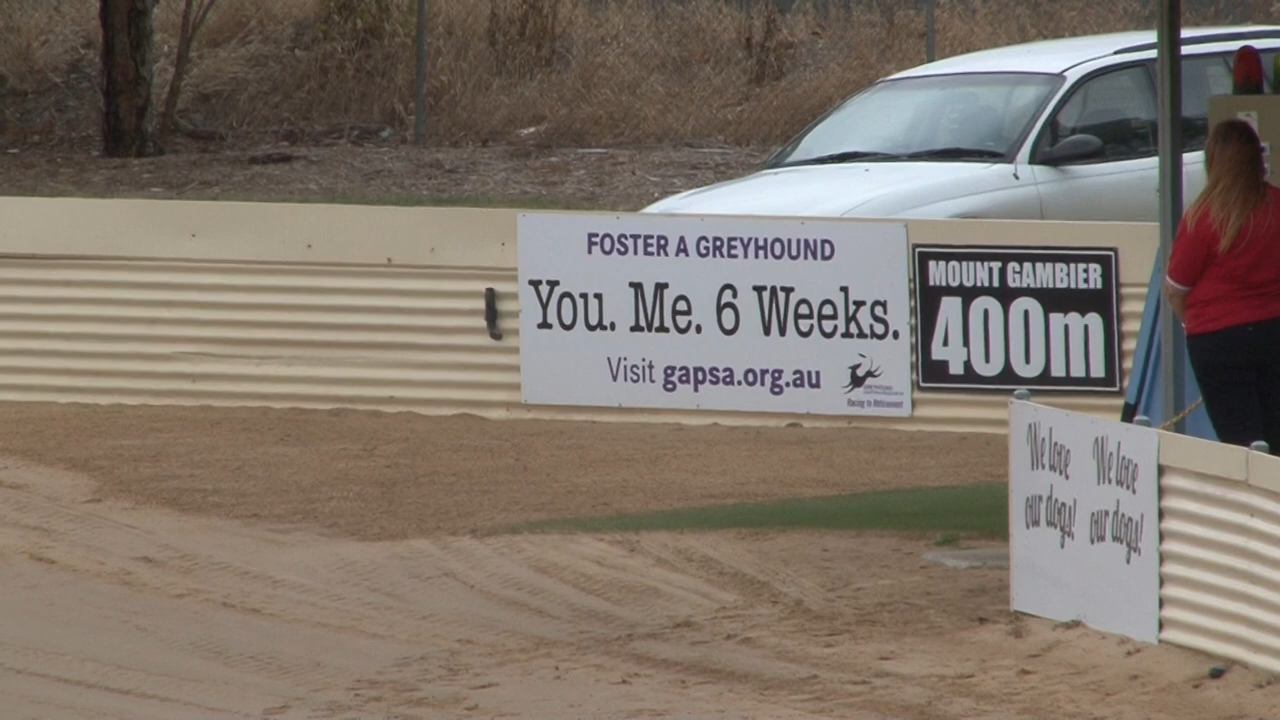 FOSTER A GREYHOUND
You. Me. 6 Weeks.
Visit gapsa.org.au
GREYHOUND
Racing to Retirement
MOUNT GAMBIER
400m
We love
our dogs!
We love
our dogs!